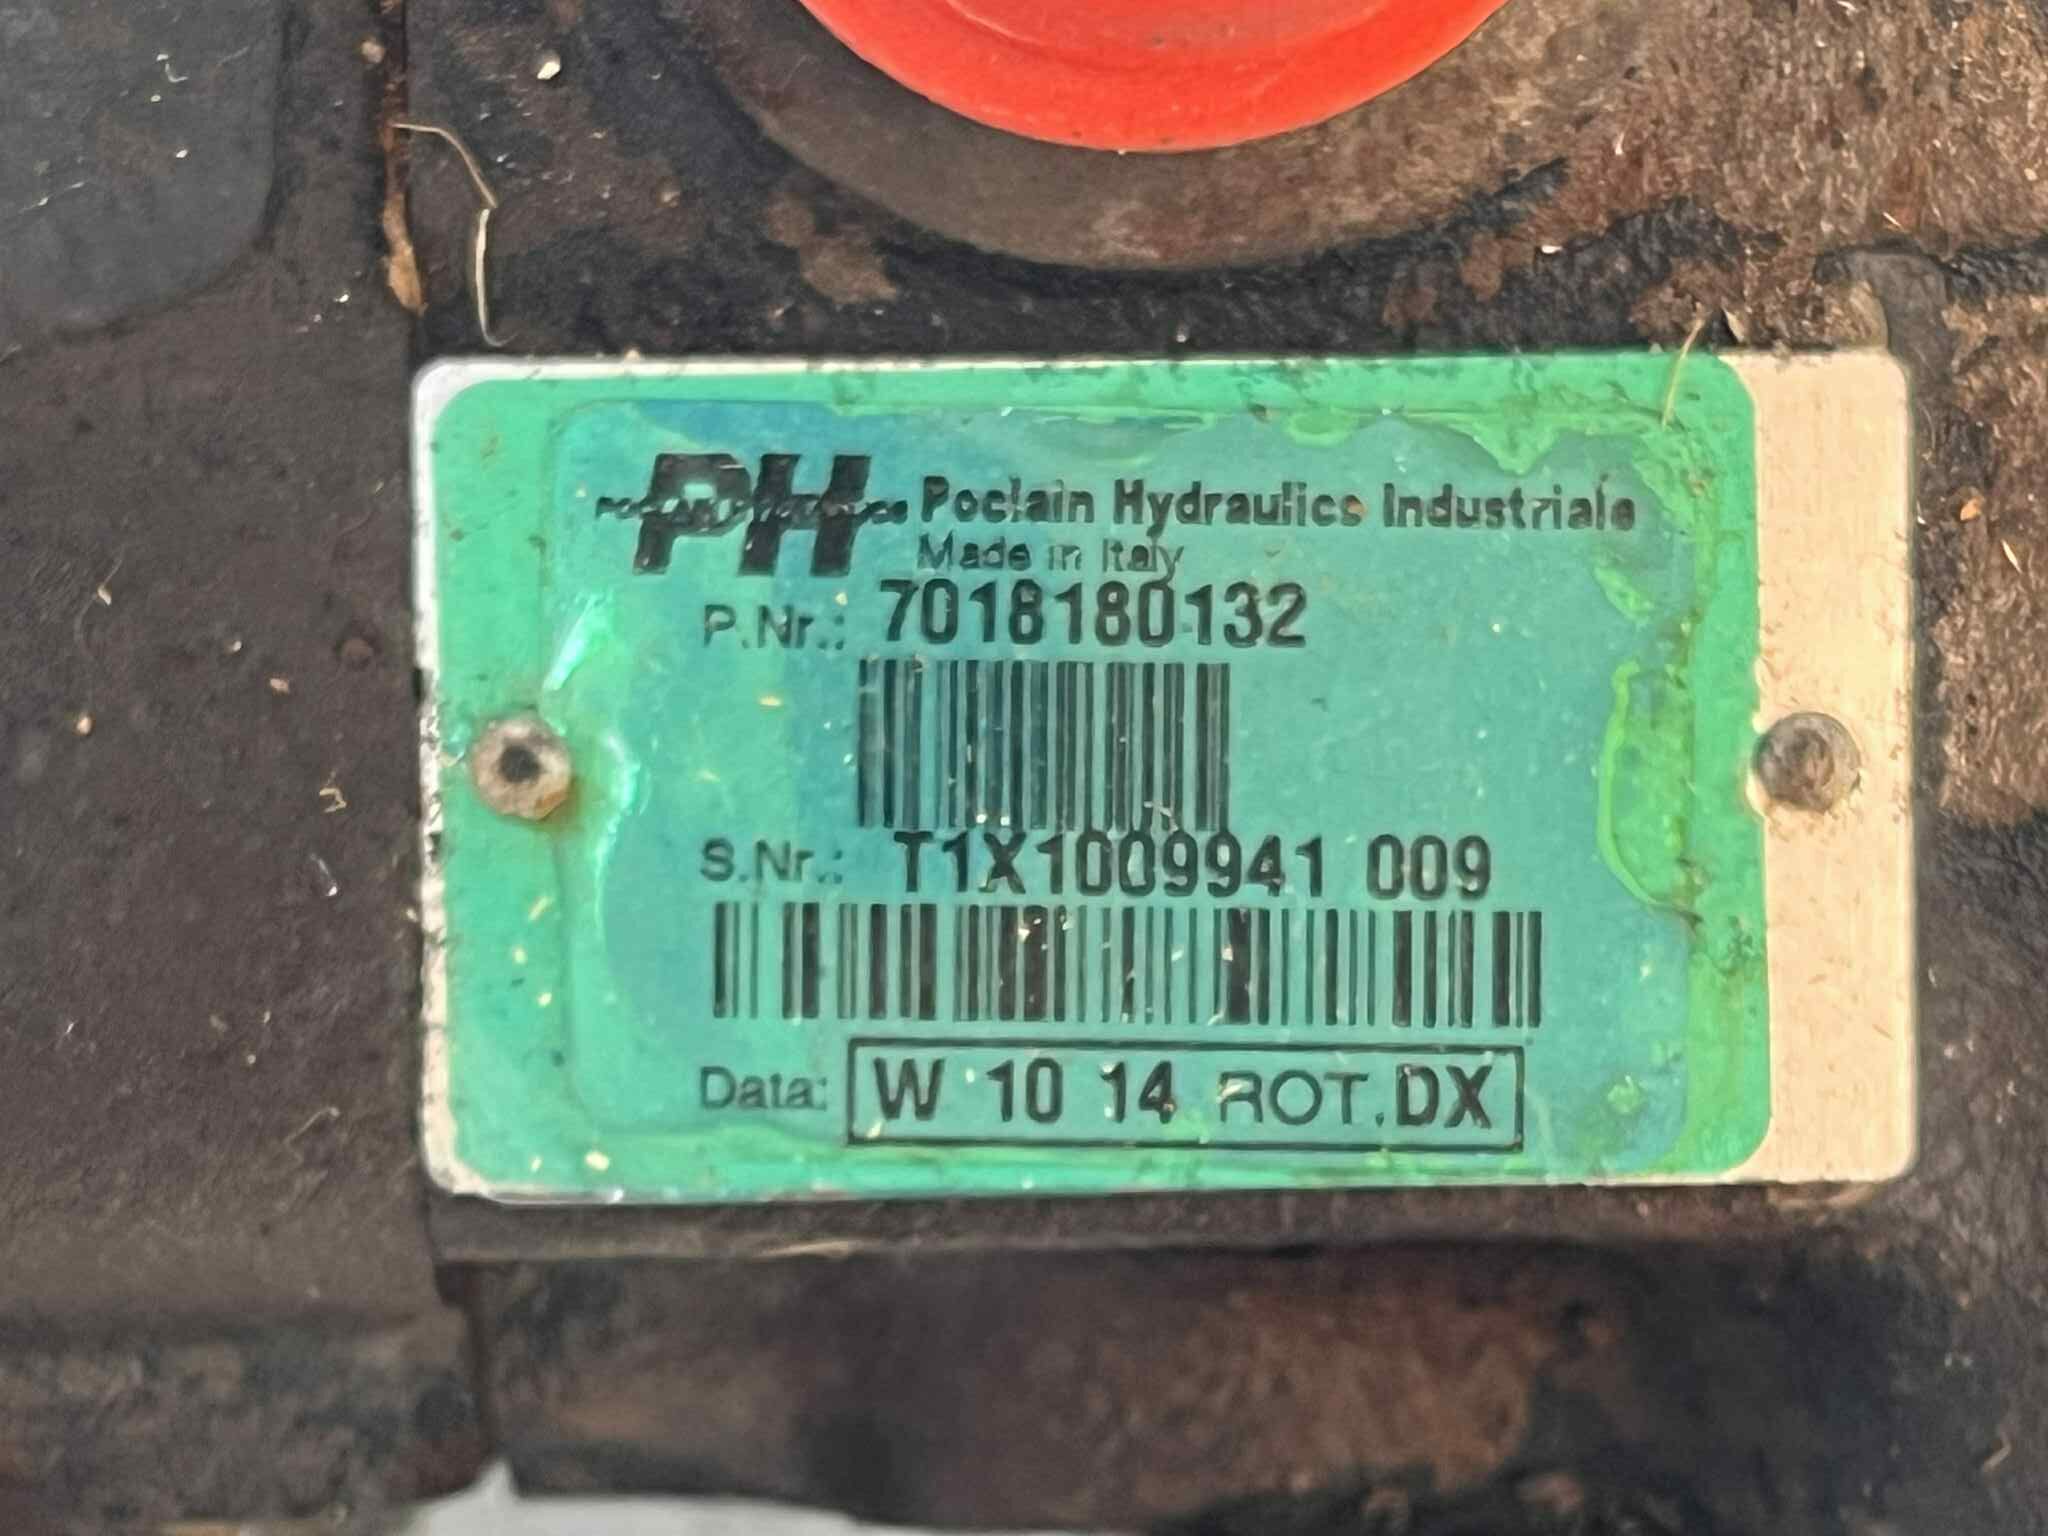 PH Poclain Hydraulics Industriale
Made in Italy
P.Nr.: 7018180132
S.Nr.: T1X1009941 009
Data: W 10 14 ROT.DX